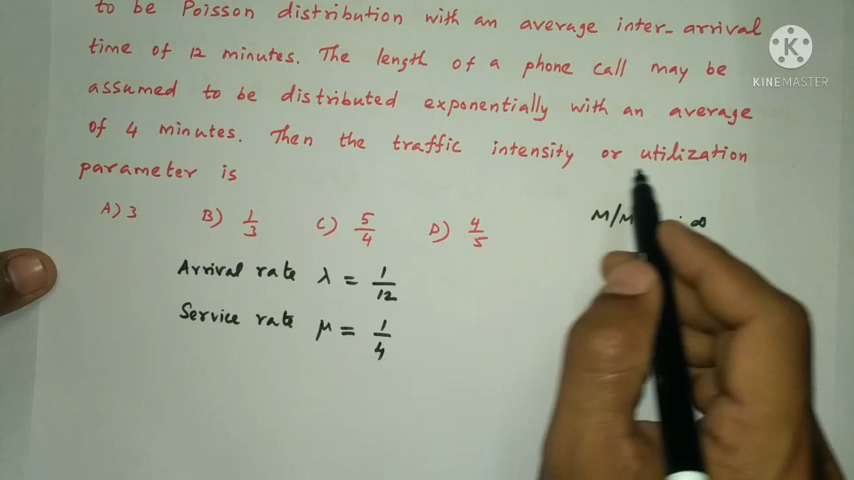 to be Poisson distribution with an average inter-arrival
time of 12 minutes. The length of a phone call may be
K
KINEMASTER
assumed to be distributed exponentially with an average
of 4 minutes. Then the traffic intensity or utilization
parameter is
A) 3 B) 1/3 C) 5/4 D) 4/5
M/M : ∞
Arrival rate λ = 1/12
Service rate μ = 1/4